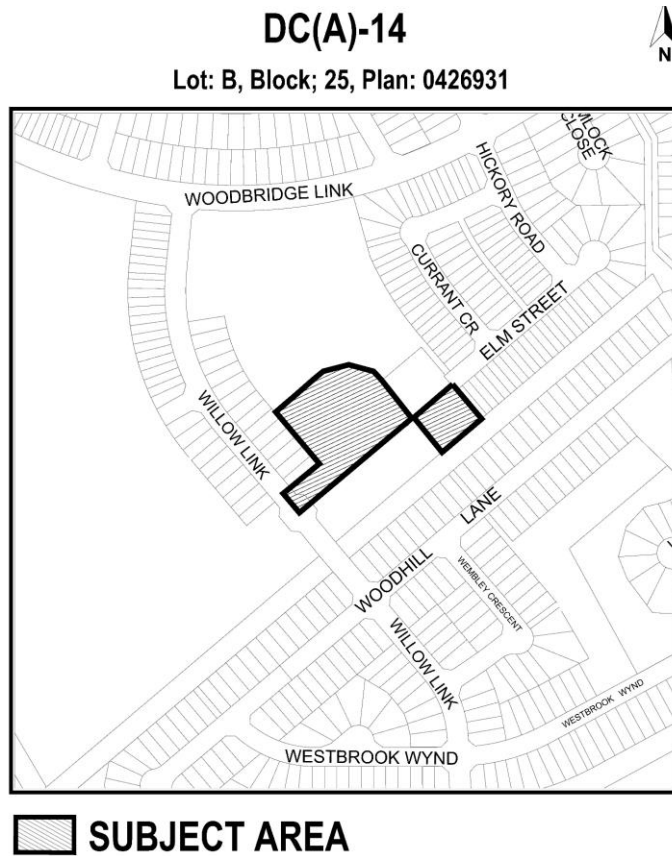 DC(A)-14
N
Lot: B, Block; 25, Plan: 0426931
WOODBRIDGE LINK
HICKORY ROAD
CLOSE
CURRANT CR
ELM STREET
WILLOW LINK
WOODHILL LANE
WEMBLEY CRESCENT
WILLOW LINK
WESTBROOK WYND
WESTBROOK WYND
SUBJECT AREA